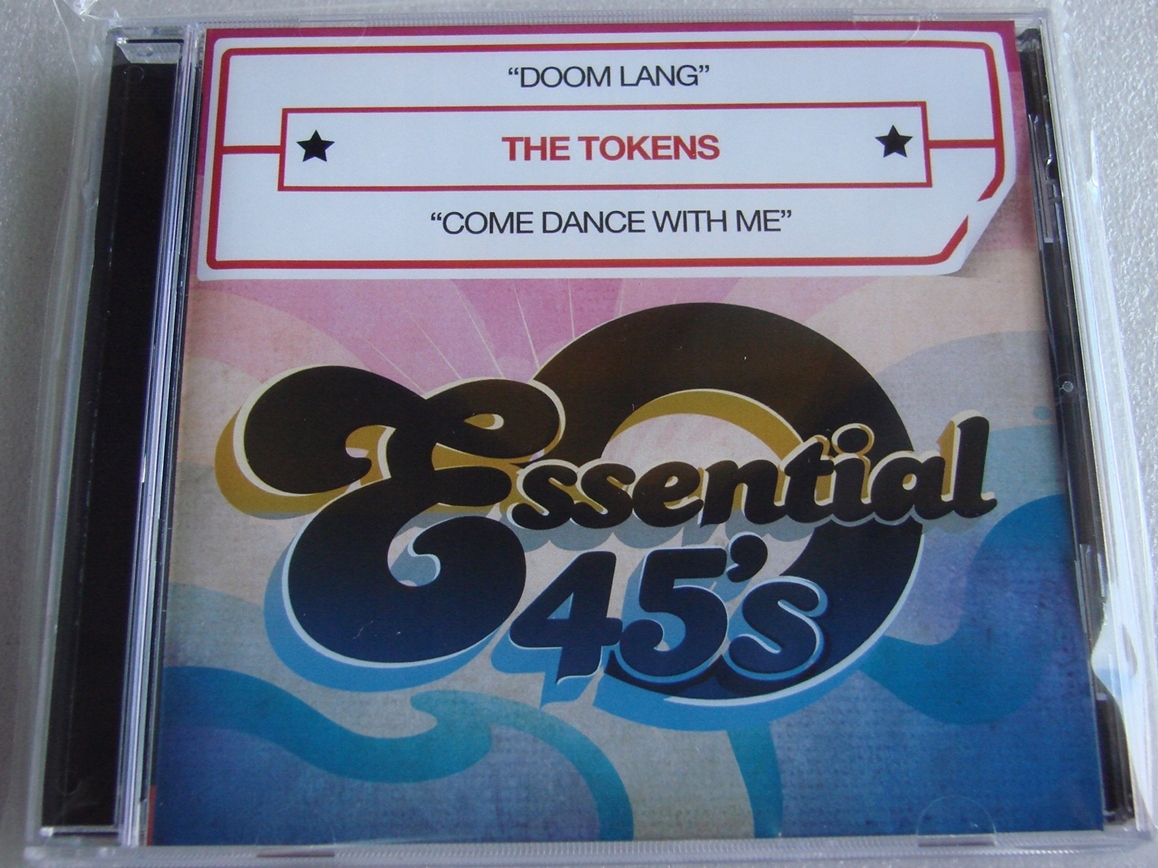 “DOOM LANG”
THE TOKENS
“COME DANCE WITH ME”
Essential
45’s